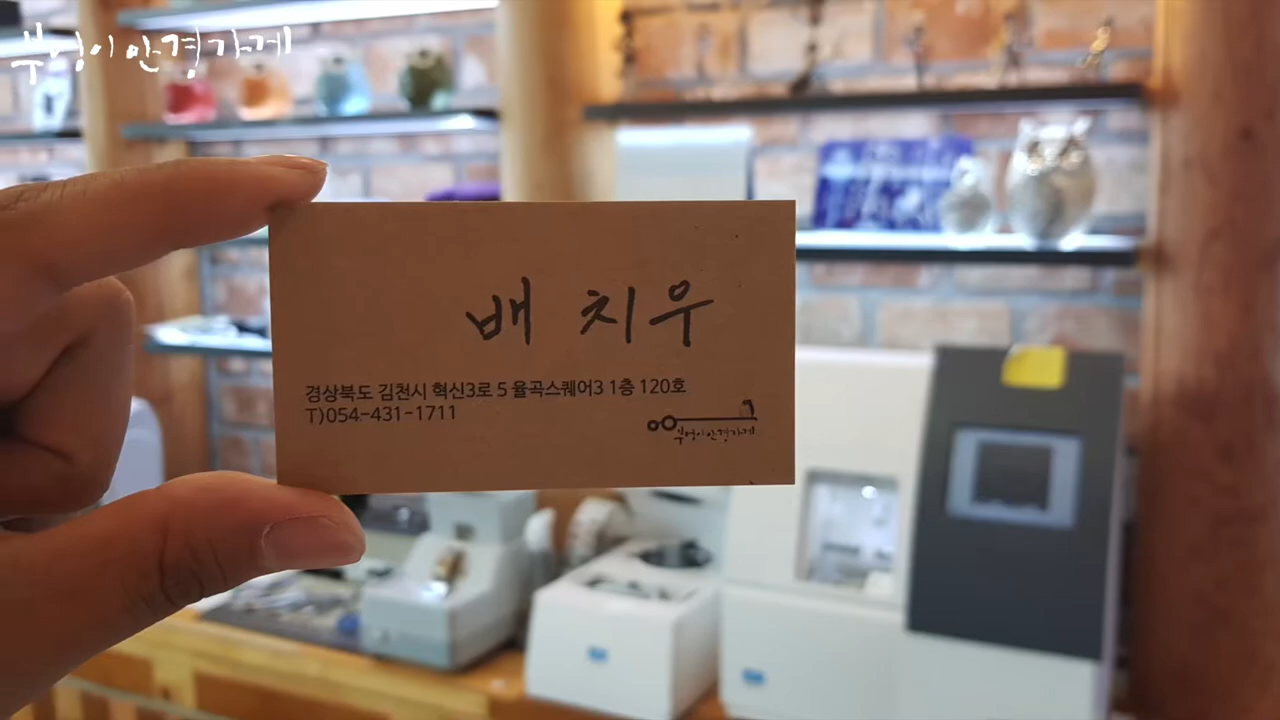 부엉이안경가게
배 치우
경상북도 김천시 혁신3로 5 율곡스퀘어3 1층 120호
T)054-431-1711
부엉이안경가게